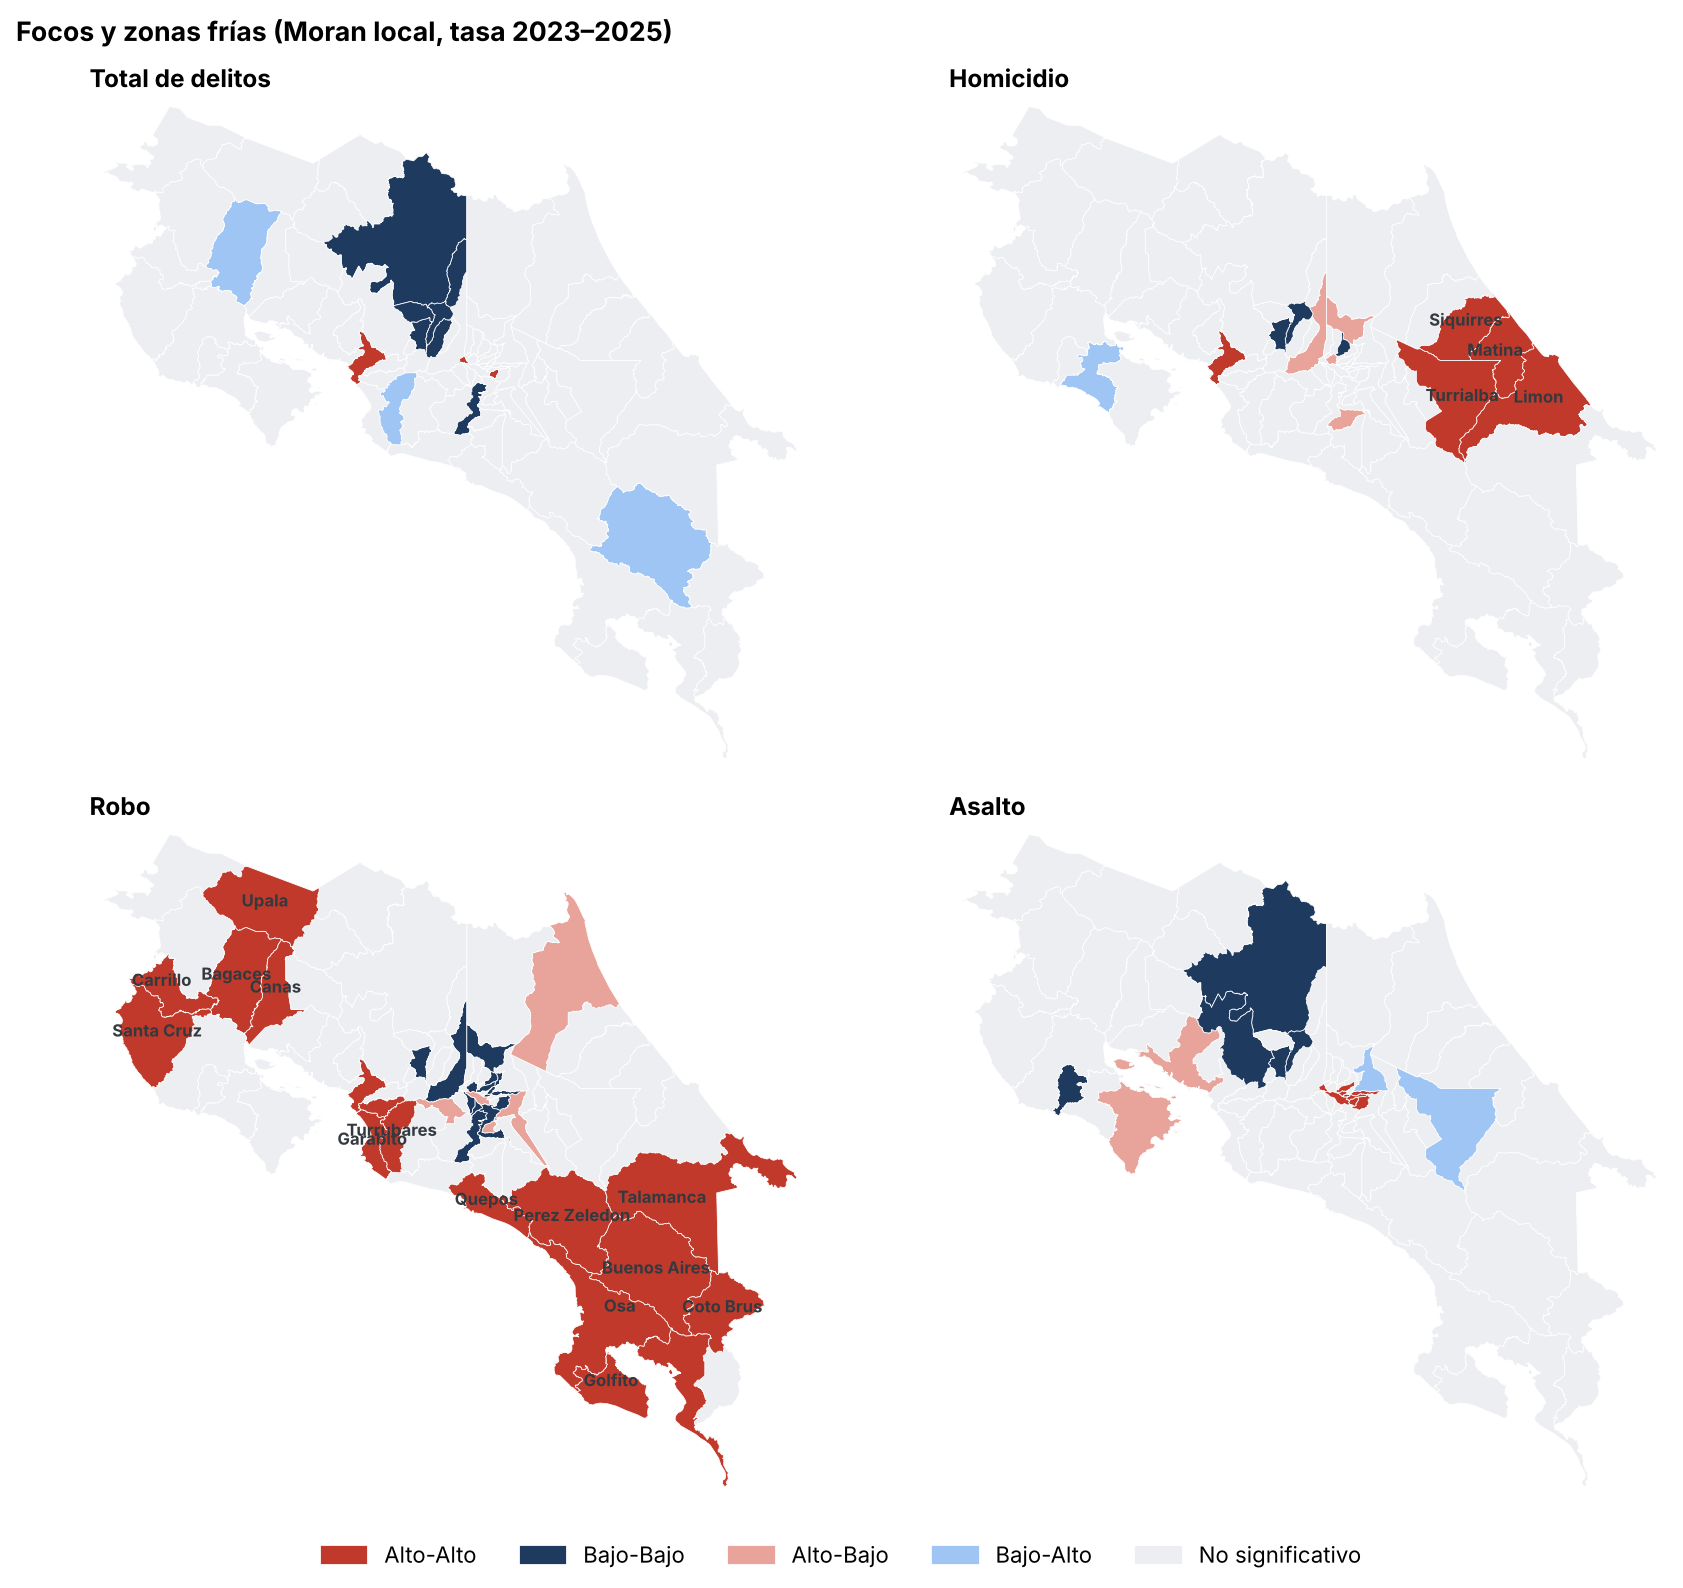 Focos y zonas frías (Moran local, tasa 2023–2025)
Total de delitos
Homicidio
Siquirres
Matina
Turrialba
Limon
Robo
Asalto
Upala
Bagaces
Carrillo
Canas
Santa Cruz
Turrubares
Garabito
Quepos
Talamanca
Perez Zeledon
Buenos Aires
Osa
Coto Brus
Golfito
Alto-Alto
Bajo-Bajo
Alto-Bajo
Bajo-Alto
No significativo